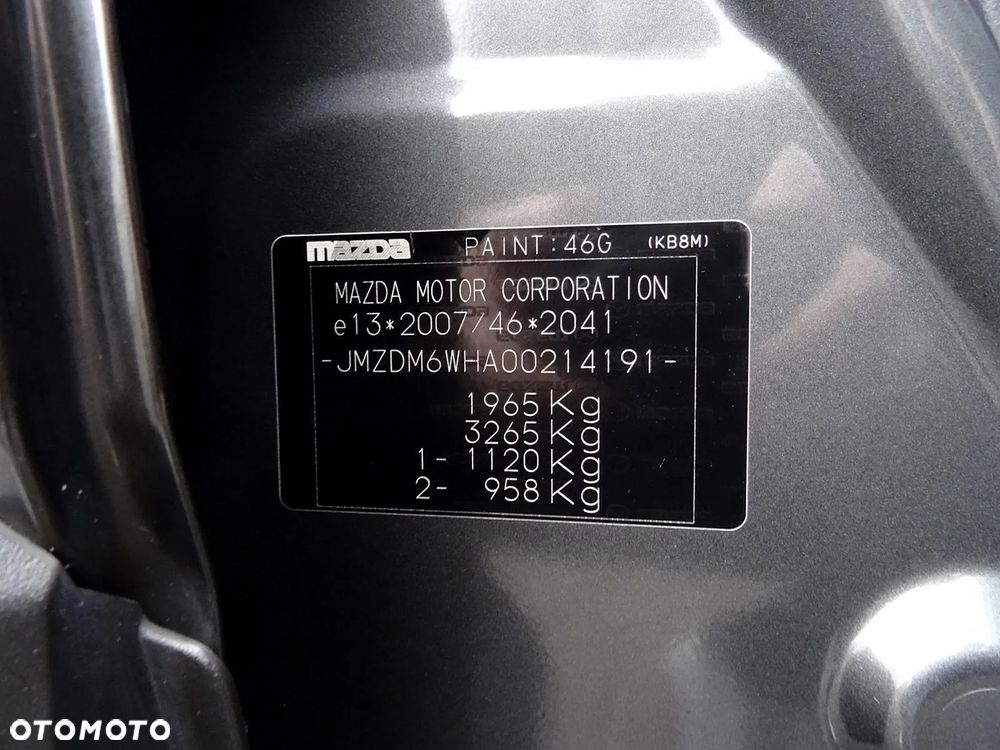 mazda PAINT:46G (KB8M)
MAZDA MOTOR CORPORATION
e13*2007/46*2041
-JMZDM6WHA00214191-
1965Kg
3265Kg
1- 1120Kg
2- 958Kg
OTOMOTO